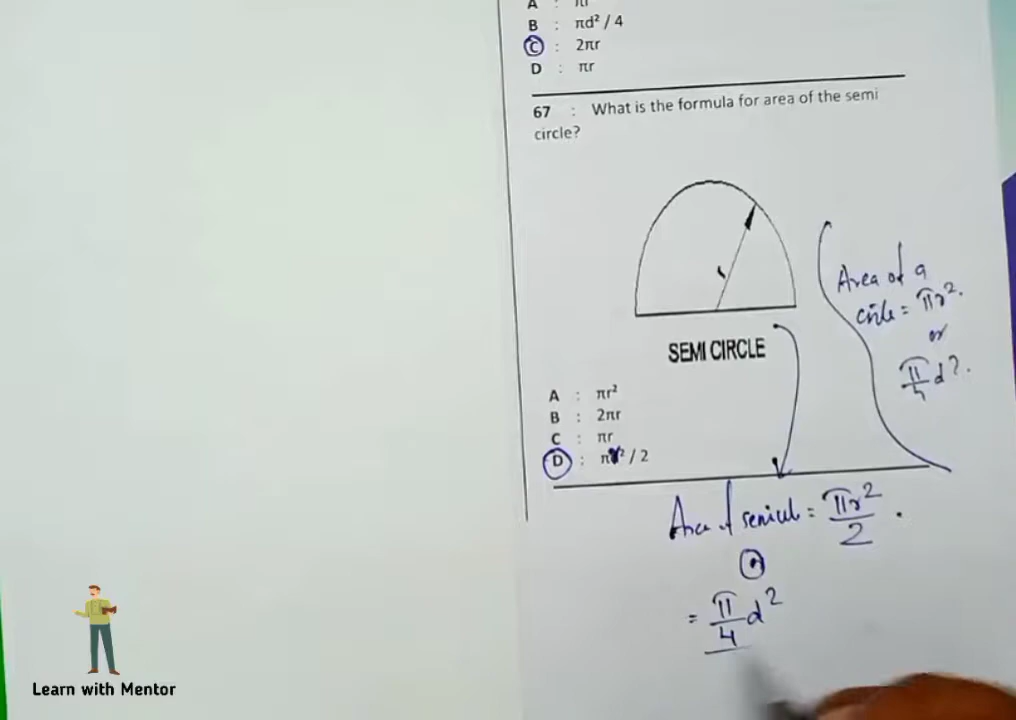 A : πr
B : πd² / 4
C : 2πr
D : πr
67 : What is the formula for area of the semi
circle?
SEMI CIRCLE
A : πr²
B : 2πr
C : πr
D : πr² / 2
Area of a
circle = πr².
or
π/4 d².
Area of semicircle = πr²/2 .
= π/4 d²
Learn with Mentor